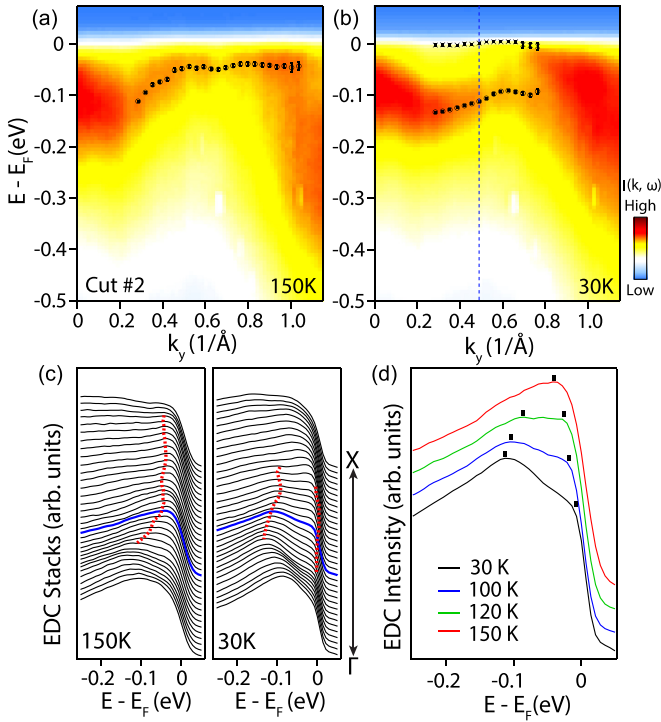 (a)
(b)
0
-0.1
-0.2
-0.3
-0.4
-0.5
E - E_F(eV)
Cut #2
150K
0
0.2
0.4
0.6
0.8
1.0
k_y (1/Å)
0
-0.1
-0.2
-0.3
-0.4
-0.5
30K
0
0.2
0.4
0.6
0.8
1.0
k_y (1/Å)
I(k, ω)
High
Low
(c)
EDC Stacks (arb. units)
150K
30K
X
Γ
-0.2
-0.1
0
E - E_F (eV)
-0.2
-0.1
0
E - E_F (eV)
(d)
EDC Intensity (arb. units)
30 K
100 K
120 K
150 K
-0.2
-0.1
0
E - E_F(eV)